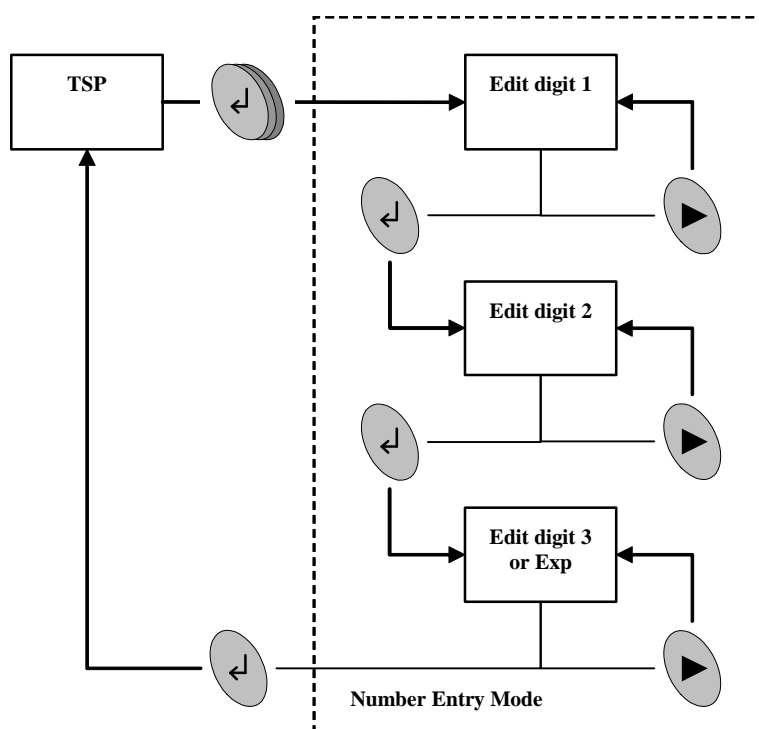 TSP
Edit digit 1
Edit digit 2
Edit digit 3
or Exp
Number Entry Mode